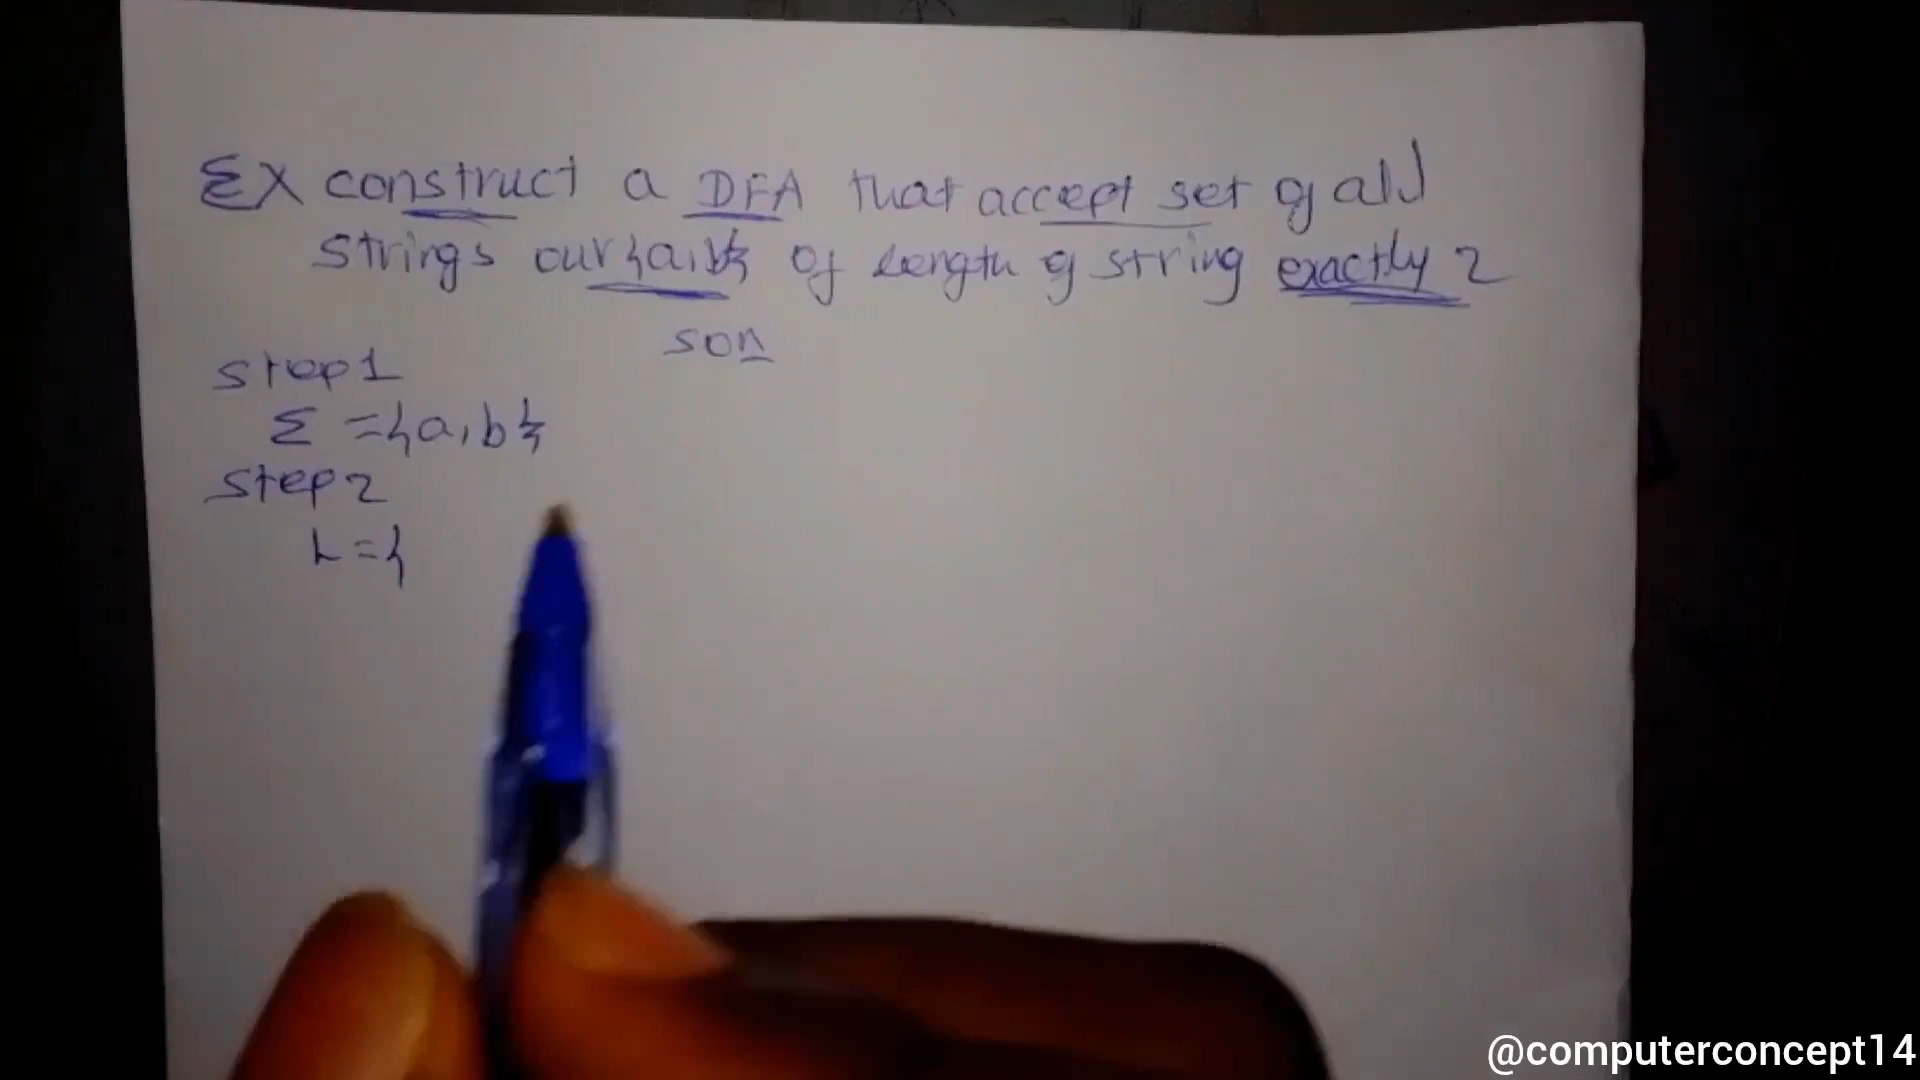 Ex construct a DFA that accept set of all
strings our {a,b} of length of string exactly 2
son
step 1
Σ = {a,b}
step 2
L = {
@computerconcept14